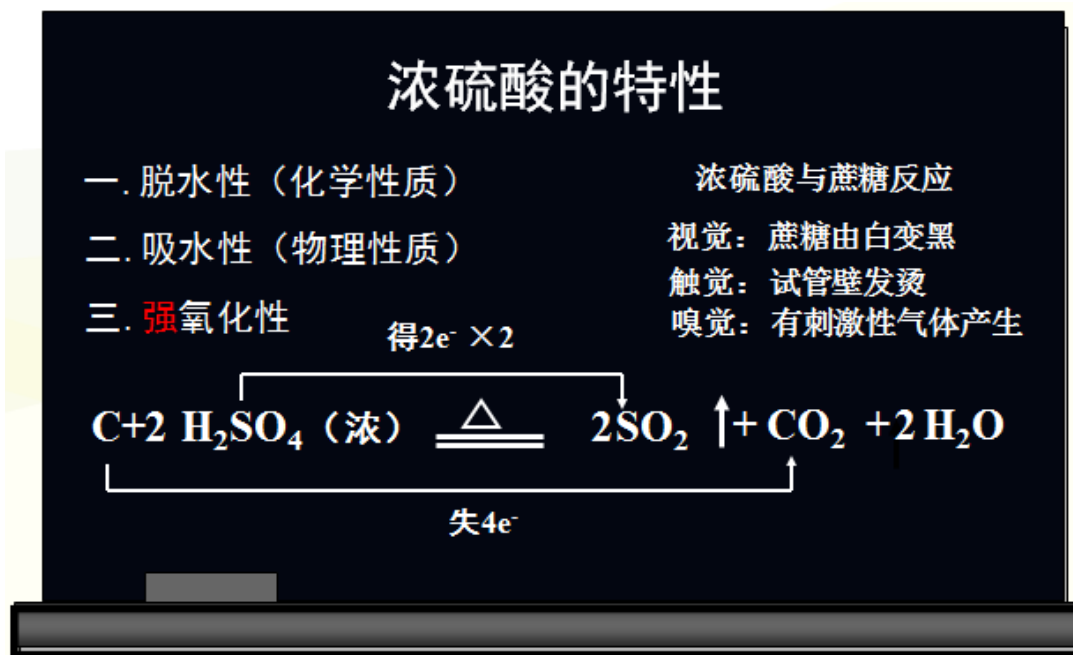 浓硫酸的特性
一. 脱水性（化学性质）
二. 吸水性（物理性质）
三. 强氧化性
浓硫酸与蔗糖反应
视觉：蔗糖由白变黑
触觉：试管壁发烫
嗅觉：有刺激性气体产生
得2e⁻ ×2
C+2 H₂SO₄（浓） △ 2SO₂ ↑+ CO₂ +2 H₂O
失4e⁻